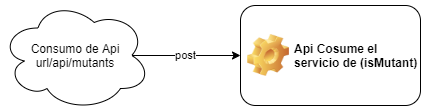 Consumo de Api
url/api/mutants
post
Api Cosume el
servicio de (isMutant)